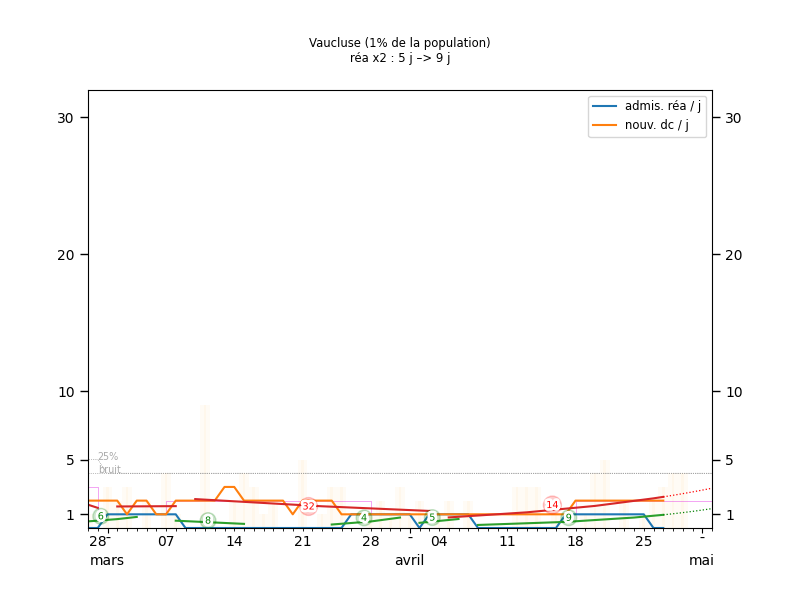 Vaucluse (1% de la population)
réa x2 : 5 j –> 9 j
admis. réa / j
nouv. dc / j
30 30
20 20
10 10
5 5
1 1
25%
bruit
6 8 32 4 5 14 9
28 07 14 21 28 - 04 11 18 25 -
mars avril mai